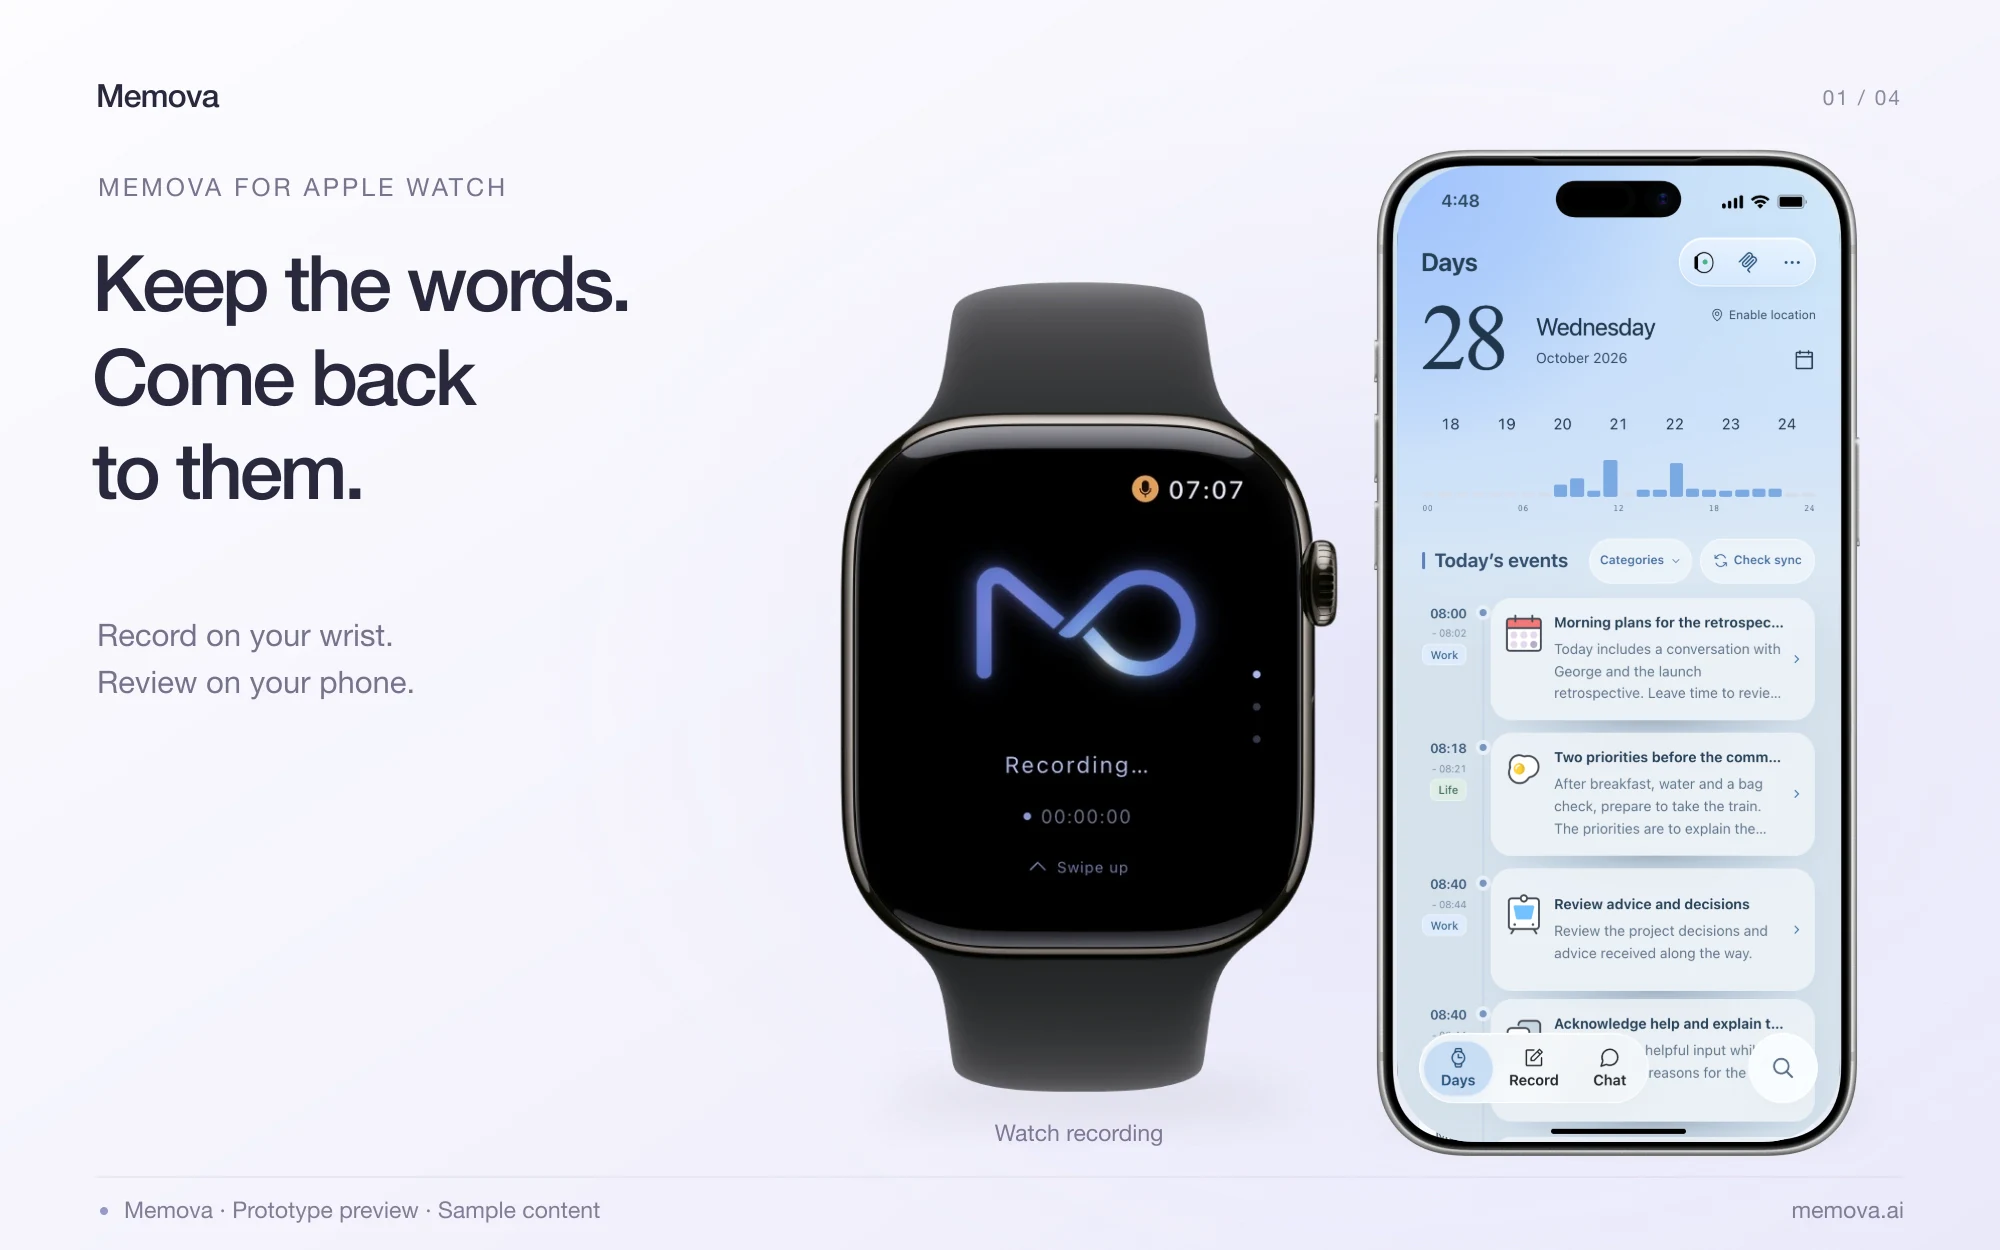 Memova
01 / 04
MEMOVA FOR APPLE WATCH
Keep the words.
Come back
to them.
Record on your wrist.
Review on your phone.
07:07
Recording...
00:00:00
Swipe up
Watch recording
4:48
Days
28
Wednesday
October 2026
Enable location
18 19 20 21 22 23 24
00 06 12 18 24
Today's events
Categories
Check sync
08:00
- 08:02
Work
Morning plans for the retrospec...
Today includes a conversation with
George and the launch
retrospective. Leave time to revie...
08:18
- 08:21
Life
Two priorities before the comm...
After breakfast, water and a bag
check, prepare to take the train.
The priorities are to explain the...
08:40
- 08:44
Work
Review advice and decisions
Review the project decisions and
advice received along the way.
08:40
Acknowledge help and explain t...
helpful input
reasons for the
Days
Record
Chat
Memova · Prototype preview · Sample content
memova.ai